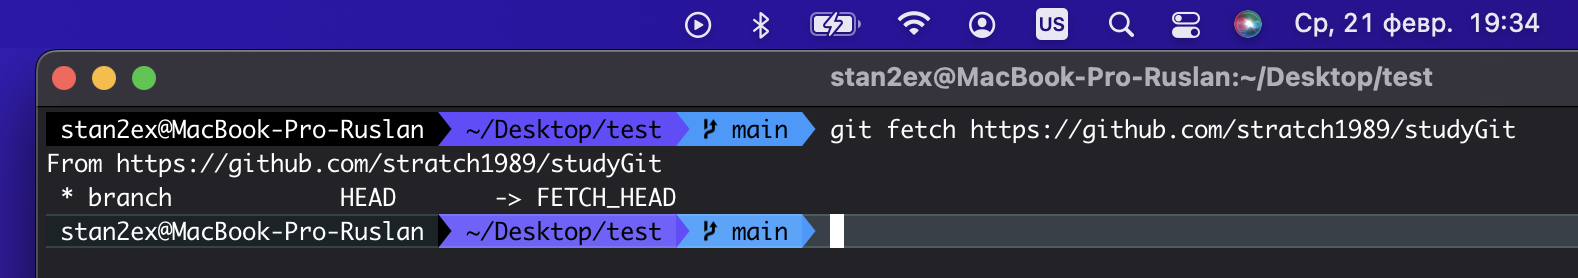 US Ср, 21 февр. 19:34
stan2ex@MacBook-Pro-Ruslan:~/Desktop/test
stan2ex@MacBook-Pro-Ruslan ~/Desktop/test main git fetch https://github.com/stratch1989/studyGit
From https://github.com/stratch1989/studyGit
* branch HEAD -> FETCH_HEAD
stan2ex@MacBook-Pro-Ruslan ~/Desktop/test main